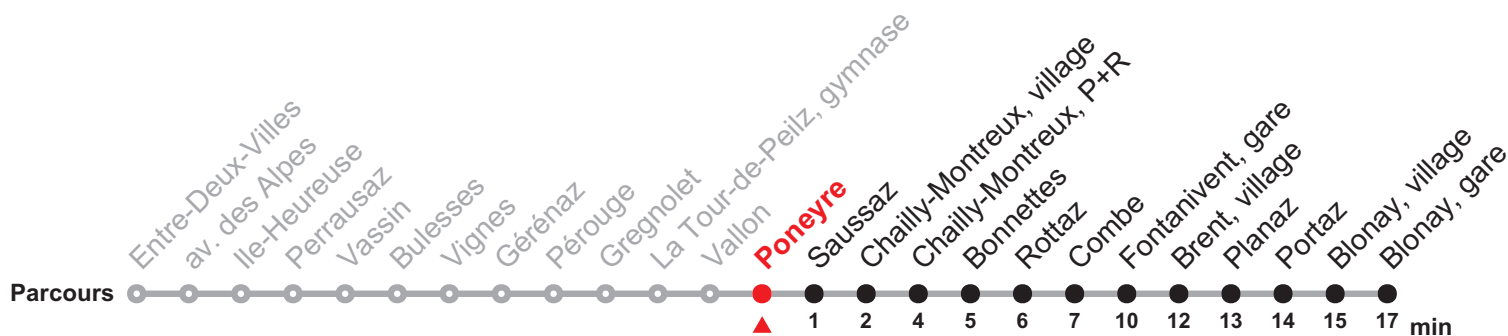 Entre-Deux-Villes
av. des Alpes
Ile-Heureuse
Perrausaz
Vassin
Bulesses
Vignes
Gérénaz
Pérouge
Gregnolet
La Tour-de-Peilz, gymnase
Vallon
Poneyre
Saussaz
Chailly-Montreux, village
Chailly-Montreux, P+R
Bonnettes
Rottaz
Combe
Fontanivent, gare
Brent, village
Planaz
Portaz
Blonay, village
Blonay, gare
Parcours
1 2 4 5 6 7 10 12 13 14 15 17 min